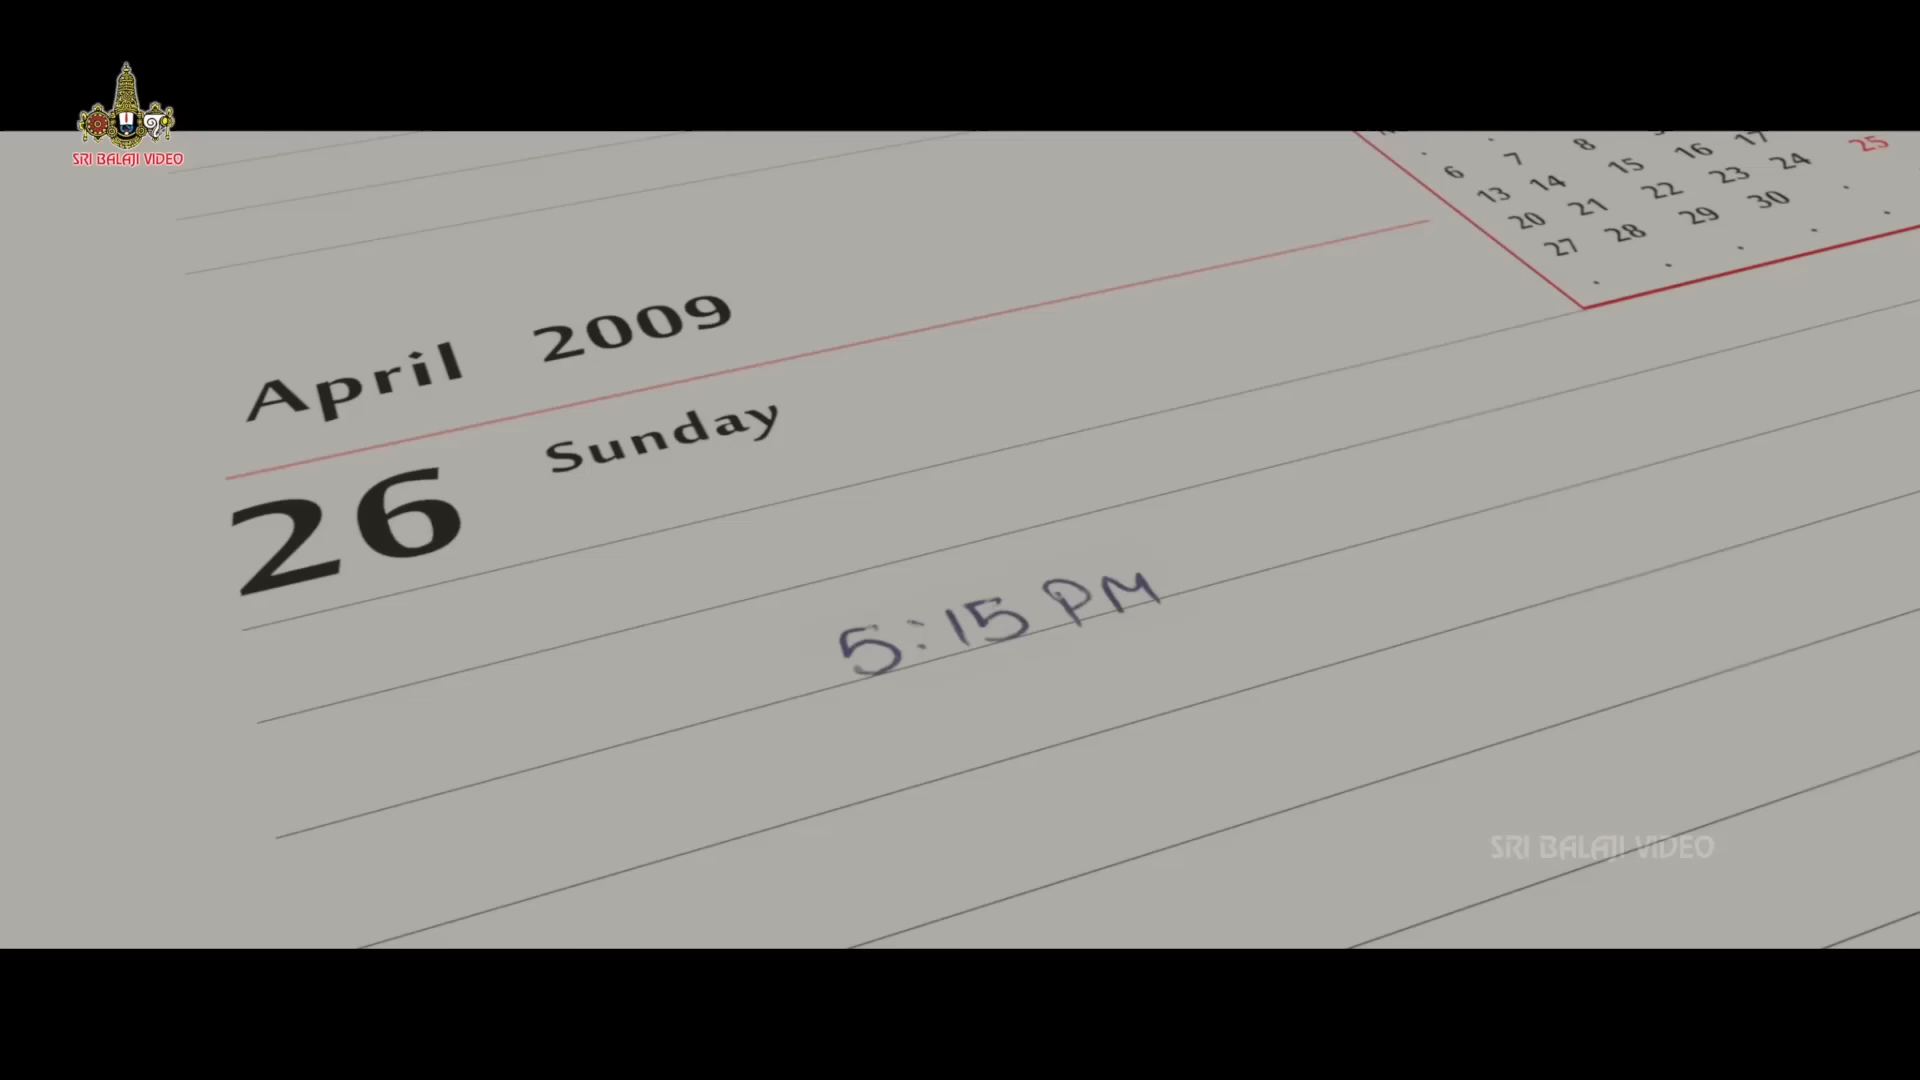 SRI BALAJI VIDEO
6 7 8
13 14 15 16 17
20 21 22 23 24 25
27 28 29 30
April 2009
26 Sunday
5:15 PM
SRI BALAJI VIDEO